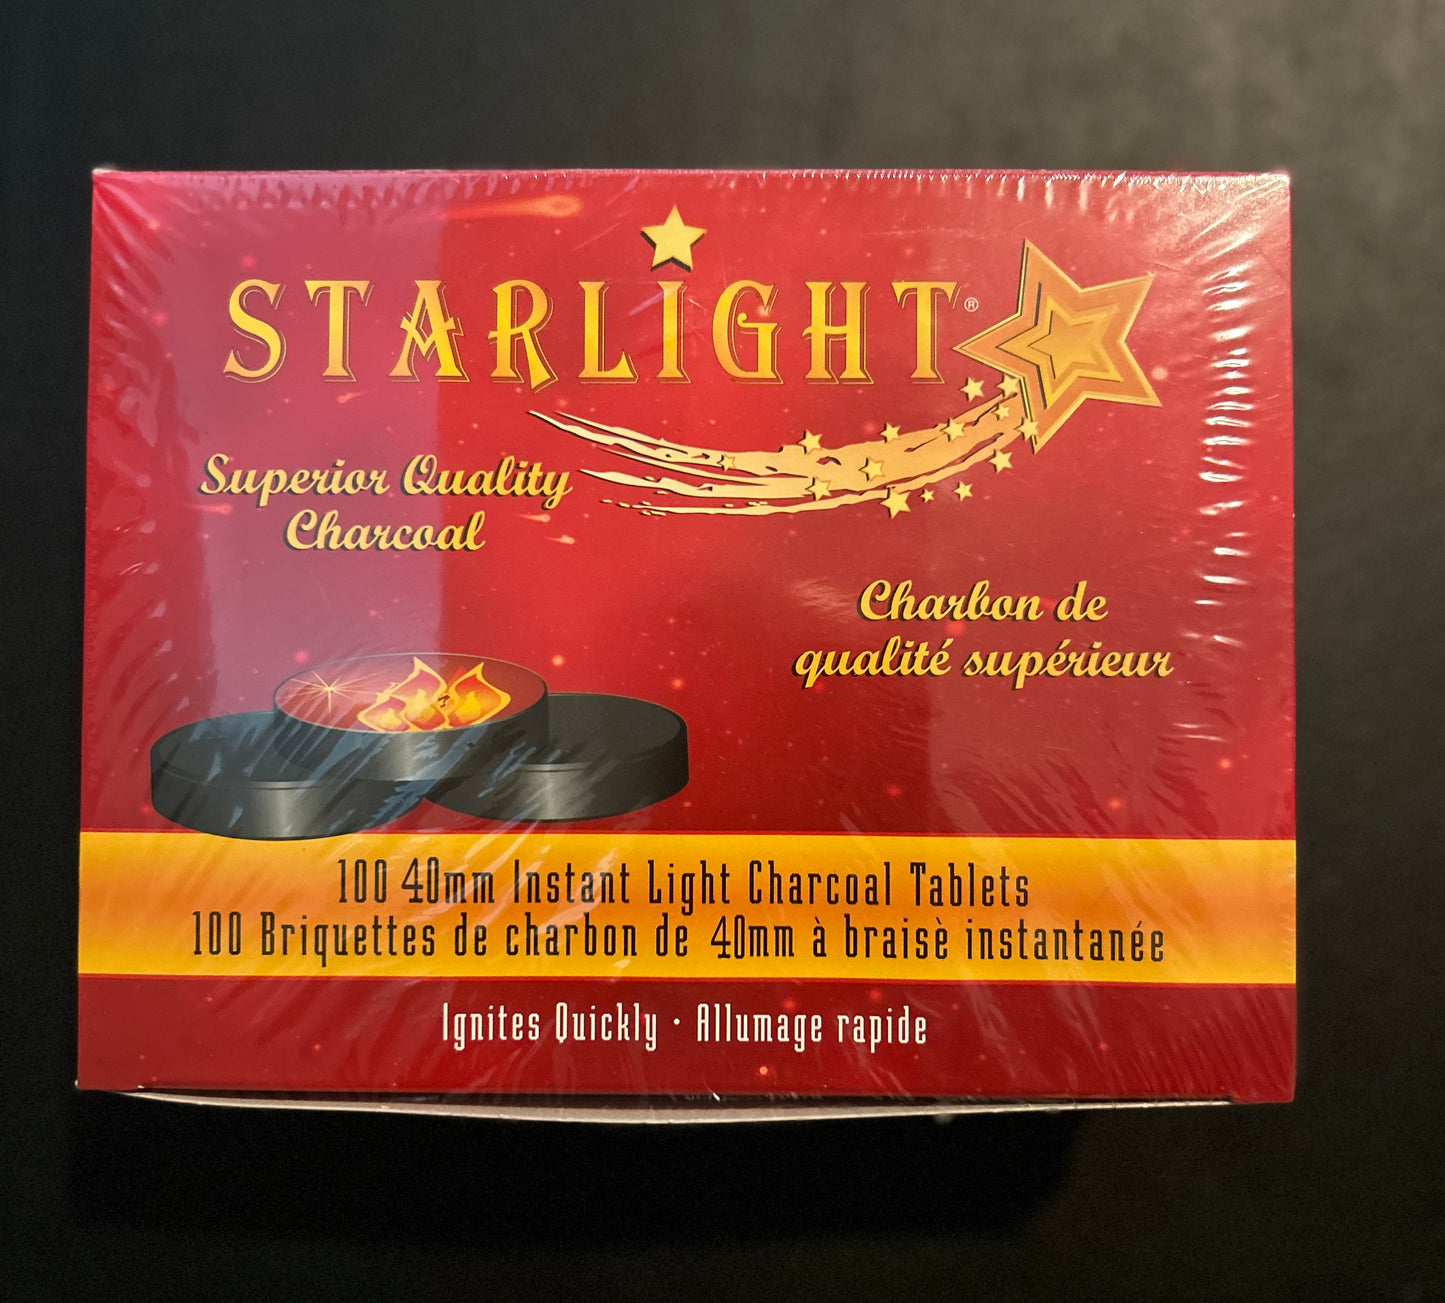 STARLIGHT®
Superior Quality
Charcoal
Charbon de
qualité supérieur
100 40mm Instant Light Charcoal Tablets
100 Briquettes de charbon de 40mm à braisè instantanée
Ignites Quickly · Allumage rapide